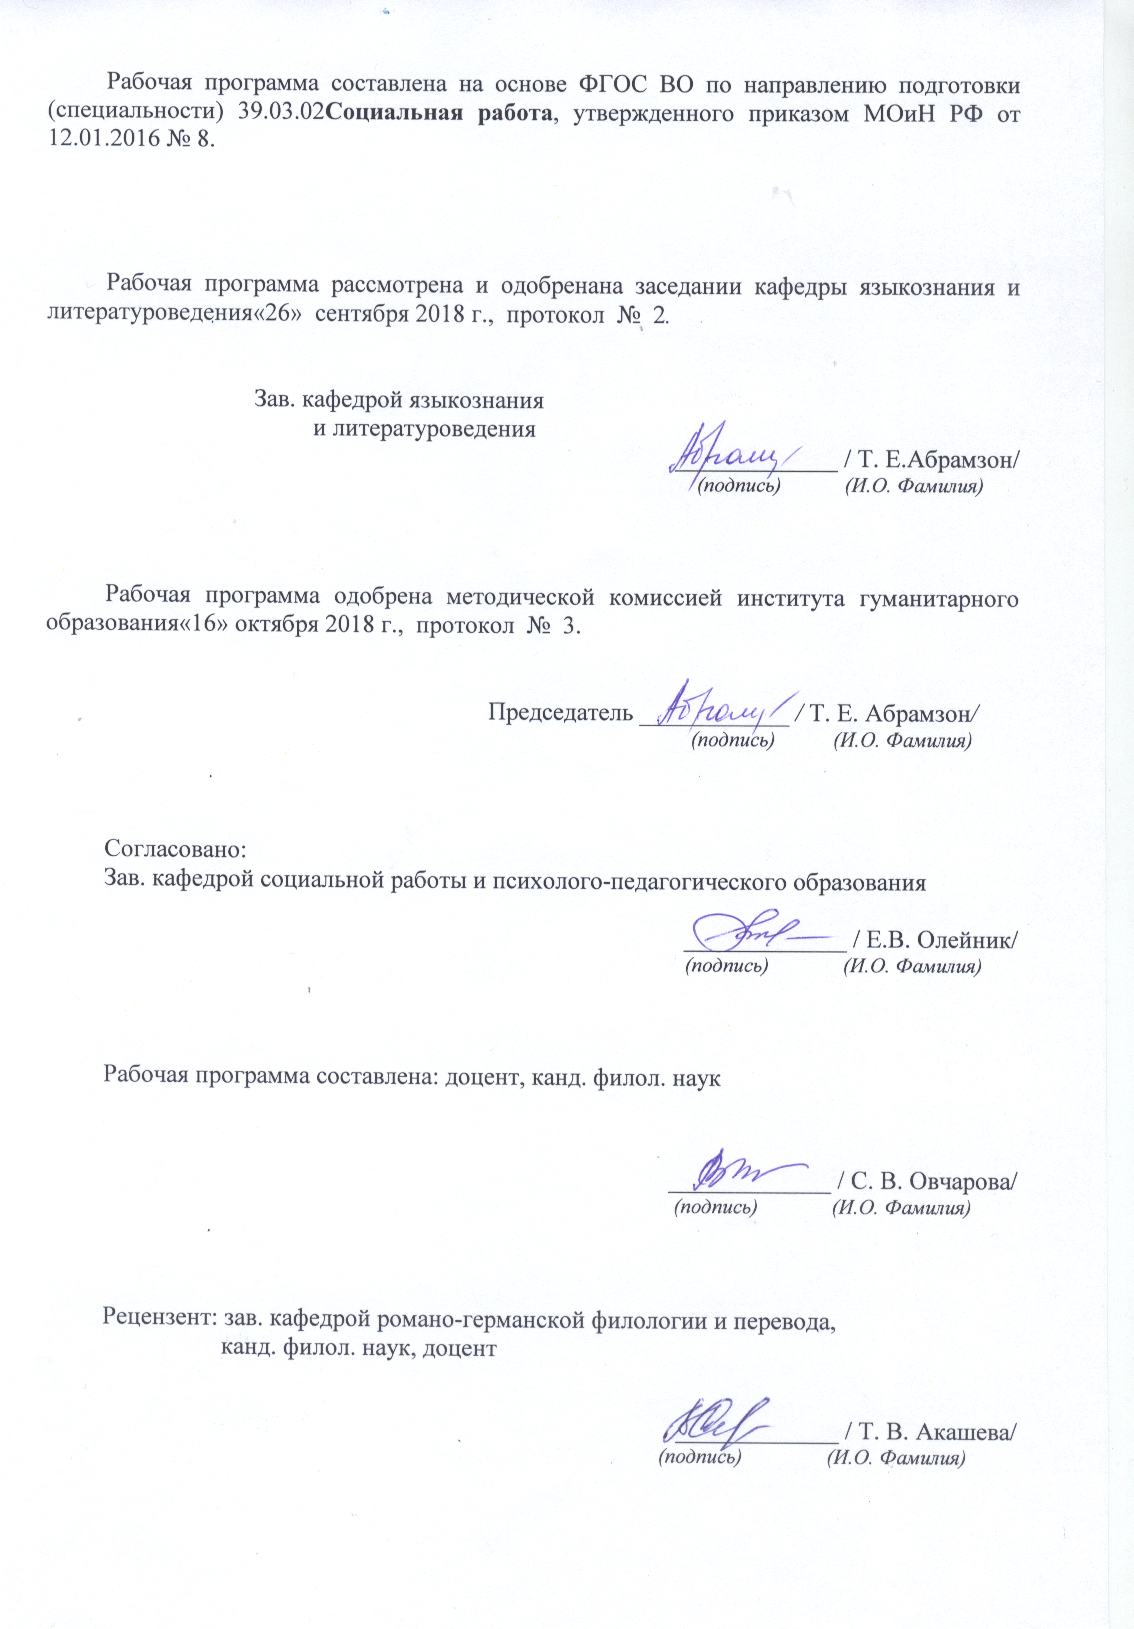 Рабочая программа составлена на основе ФГОС ВО по направлению подготовки
(специальности) 39.03.02Социальная работа, утвержденного приказом МОиН РФ от
12.01.2016 № 8.
Рабочая программа рассмотрена и одобренана заседании кафедры языкознания и
литературоведения«26» сентября 2018 г., протокол № 2.
Зав. кафедрой языкознания
и литературоведения
/ Т. Е.Абрамзон/
(подпись) (И.О. Фамилия)
Рабочая программа одобрена методической комиссией института гуманитарного
образования«16» октября 2018 г., протокол № 3.
Председатель / Т. Е. Абрамзон/
(подпись) (И.О. Фамилия)
Согласовано:
Зав. кафедрой социальной работы и психолого-педагогического образования
/ Е.В. Олейник/
(подпись) (И.О. Фамилия)
Рабочая программа составлена: доцент, канд. филол. наук
/ С. В. Овчарова/
(подпись) (И.О. Фамилия)
Рецензент: зав. кафедрой романо-германской филологии и перевода,
канд. филол. наук, доцент
/ Т. В. Акашева/
(подпись) (И.О. Фамилия)